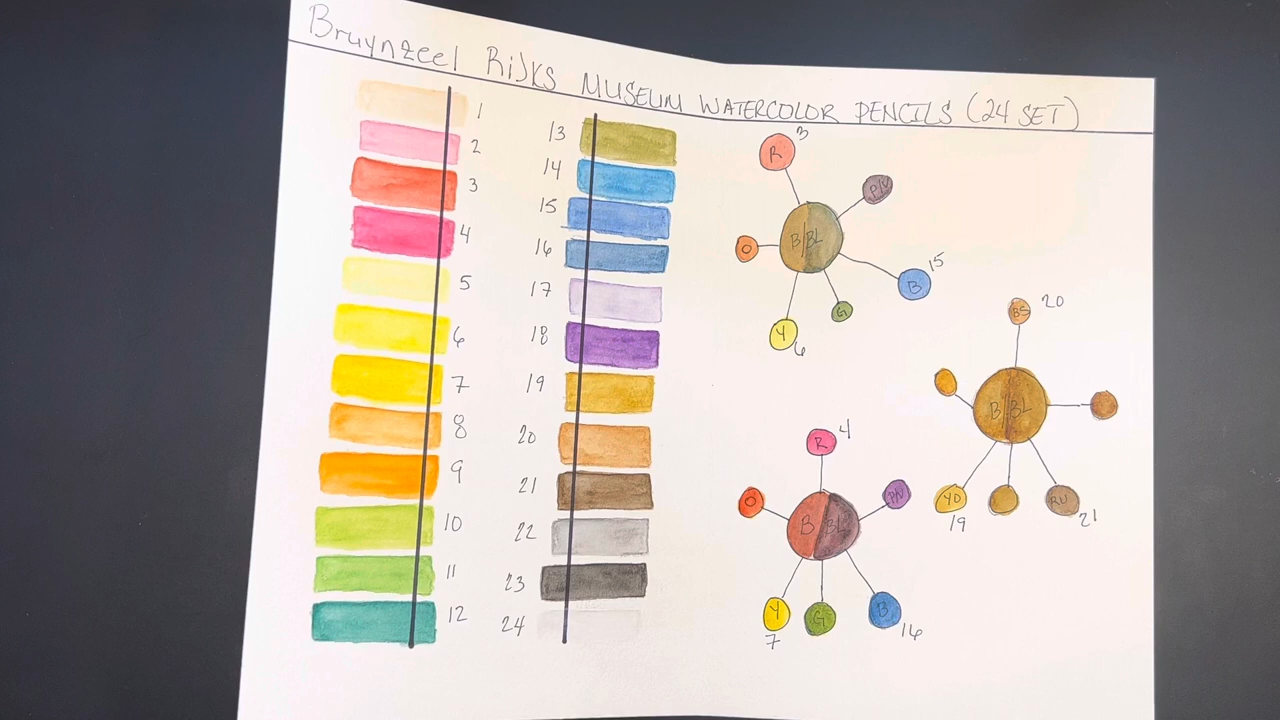 Bruynzeel Rijks Museum Watercolor Pencils (24 Set)
1
2
3
4
5
6
7
8
9
10
11
12
13
14
15
16
17
18
19
20
21
22
23
24
R 3
P/V
O
B/BL
B 15
G
Y 6
BS 20
B/BL
YO 19
RU 21
R 4
O
P/V
B/BL
Y 7
G
B 16